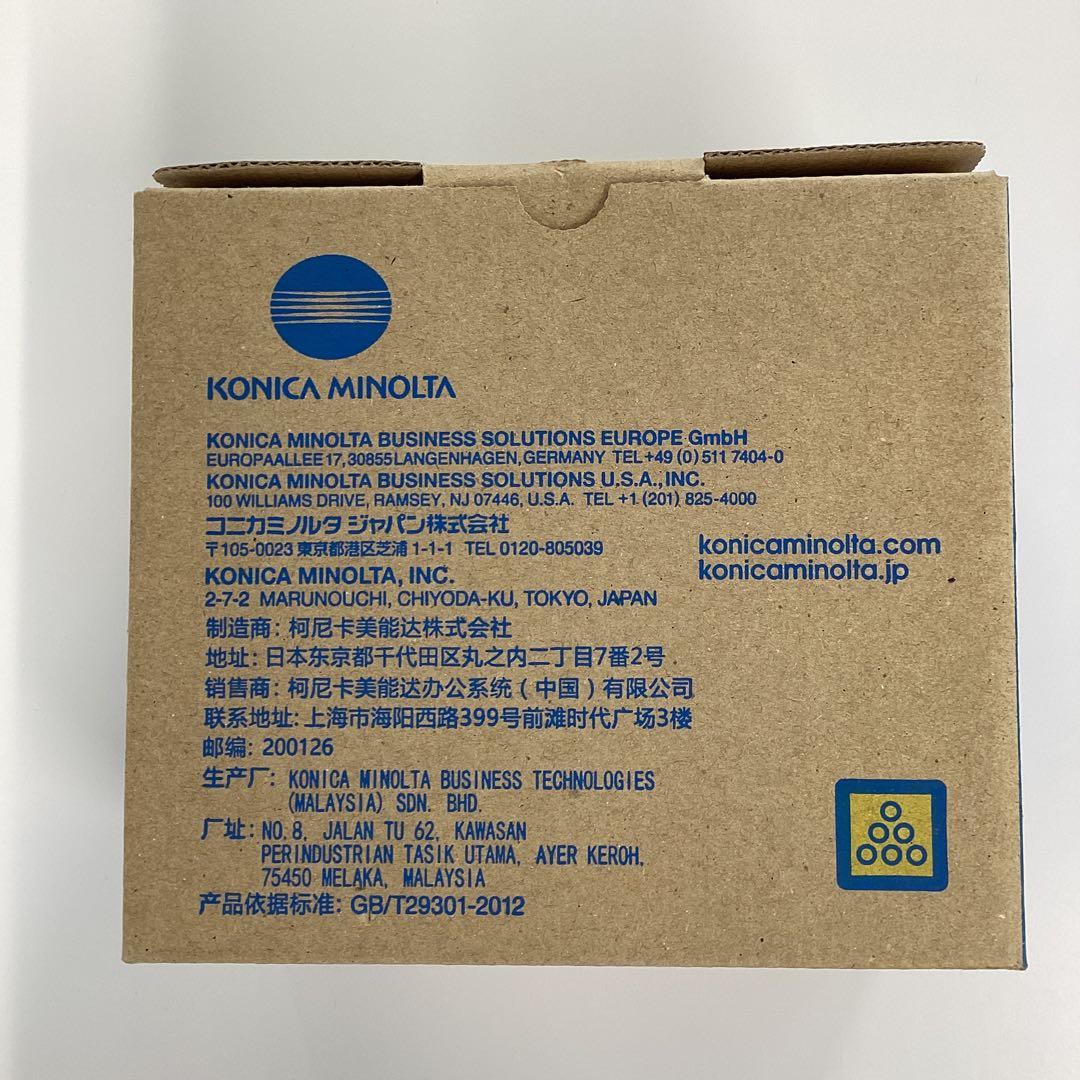 KONICA MINOLTA
KONICA MINOLTA BUSINESS SOLUTIONS EUROPE GmbH
EUROPAALLEE 17, 30855 LANGENHAGEN, GERMANY TEL +49 (0) 511 7404-0
KONICA MINOLTA BUSINESS SOLUTIONS U.S.A., INC.
100 WILLIAMS DRIVE, RAMSEY, NJ 07446, U.S.A. TEL +1 (201) 825-4000
コニカミノルタ ジャパン株式会社
〒105-0023 東京都港区芝浦 1-1-1 TEL 0120-805039
konicaminolta.com
konicaminolta.jp
KONICA MINOLTA, INC.
2-7-2 MARUNOUCHI, CHIYODA-KU, TOKYO, JAPAN
制造商: 柯尼卡美能达株式会社
地址: 日本东京都千代田区丸之内二丁目7番2号
销售商: 柯尼卡美能达办公系统（中国）有限公司
联系地址: 上海市海阳西路399号前滩时代广场3楼
邮编: 200126
生产厂: KONICA MINOLTA BUSINESS TECHNOLOGIES
(MALAYSIA) SDN. BHD.
厂址: NO.8, JALAN TU 62, KAWASAN
PERINDUSTRIAN TASIK UTAMA, AYER KEROH,
75450 MELAKA, MALAYSIA
产品依据标准: GB/T29301-2012